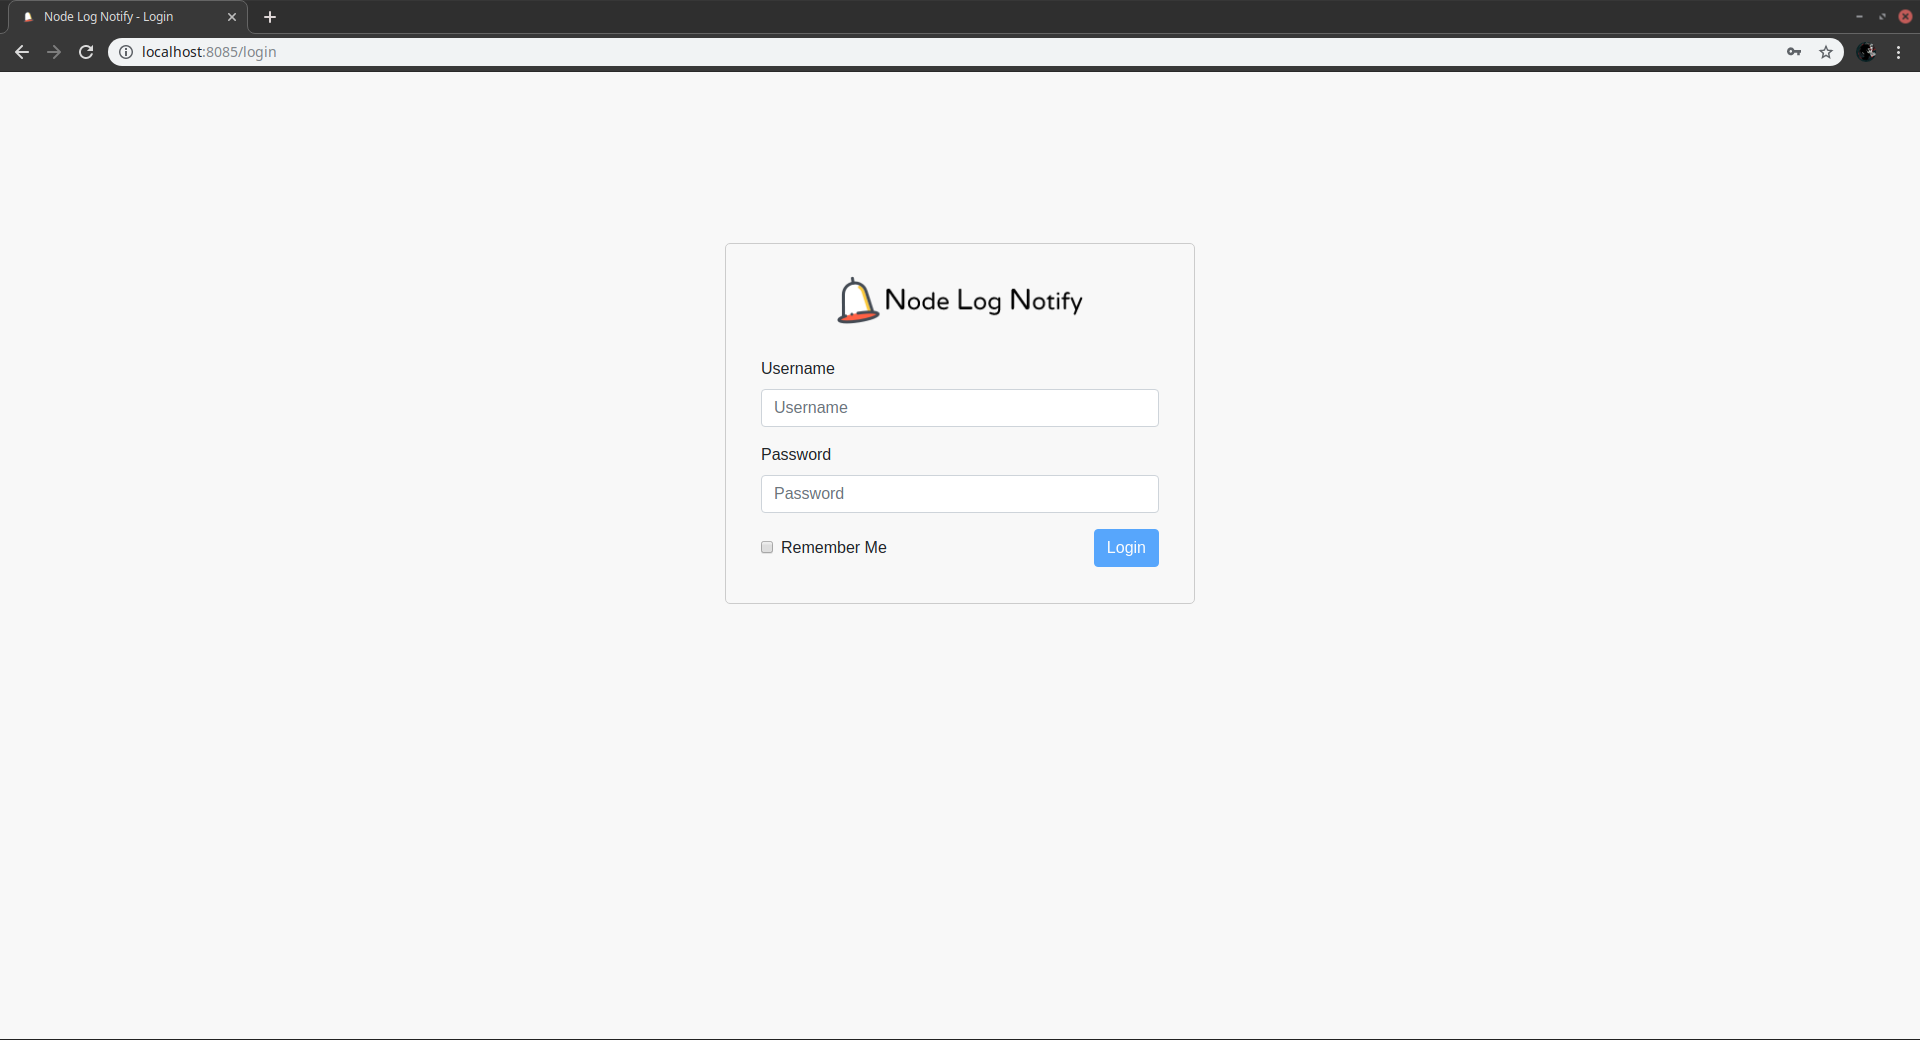 Node Log Notify - Login
localhost:8085/login
Node Log Notify
Username
Username
Password
Password
Remember Me
Login